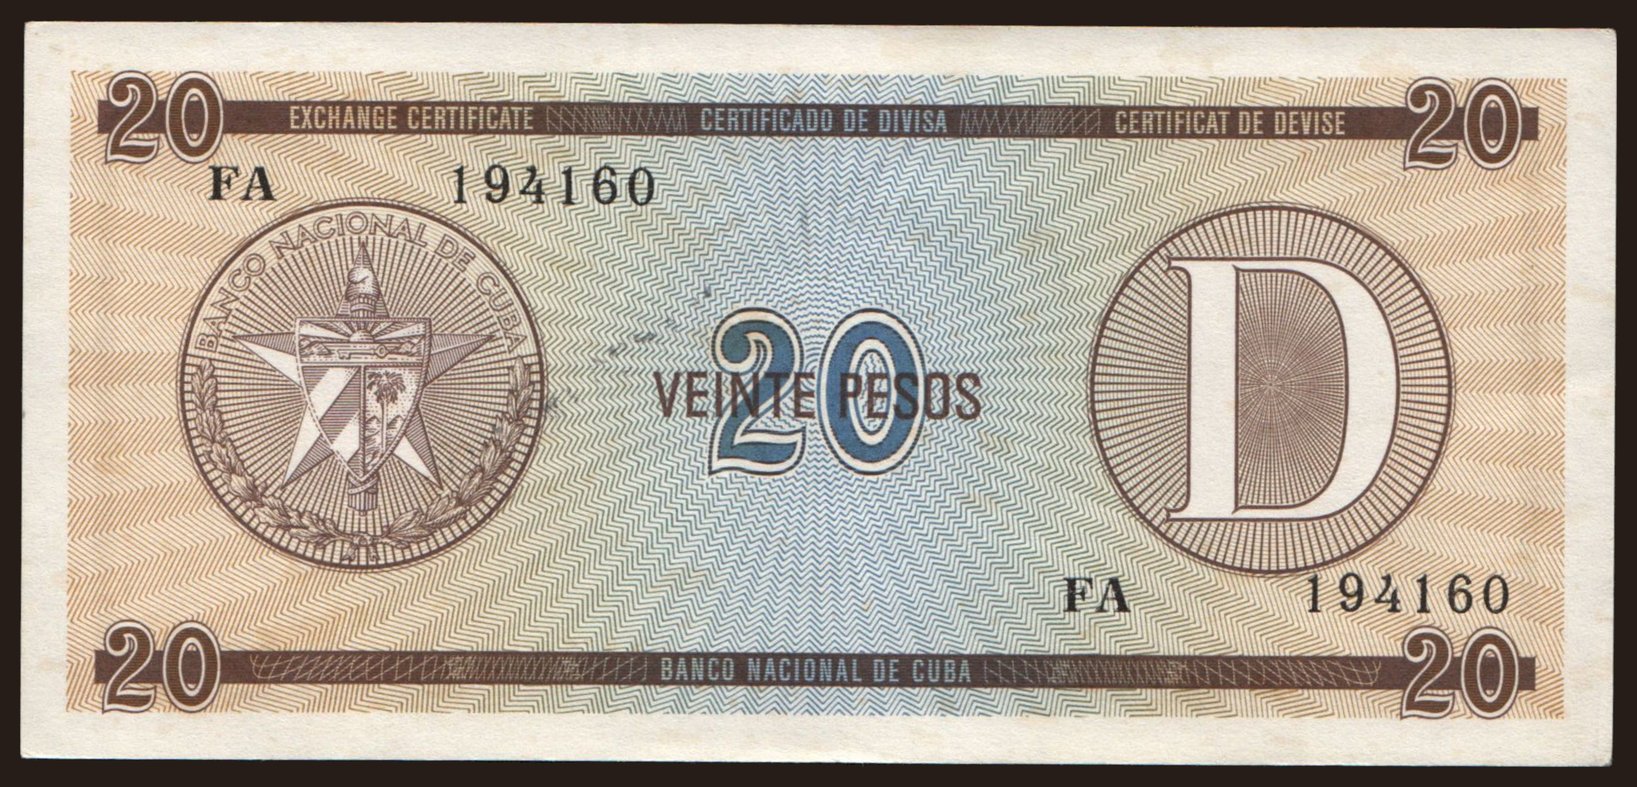 20 EXCHANGE CERTIFICATE CERTIFICADO DE DIVISA CERTIFICAT DE DEVISE 20
FA 194160
BANCO NACIONAL DE CUBA
20
VEINTE PESOS
D
FA 194160
20 BANCO NACIONAL DE CUBA 20